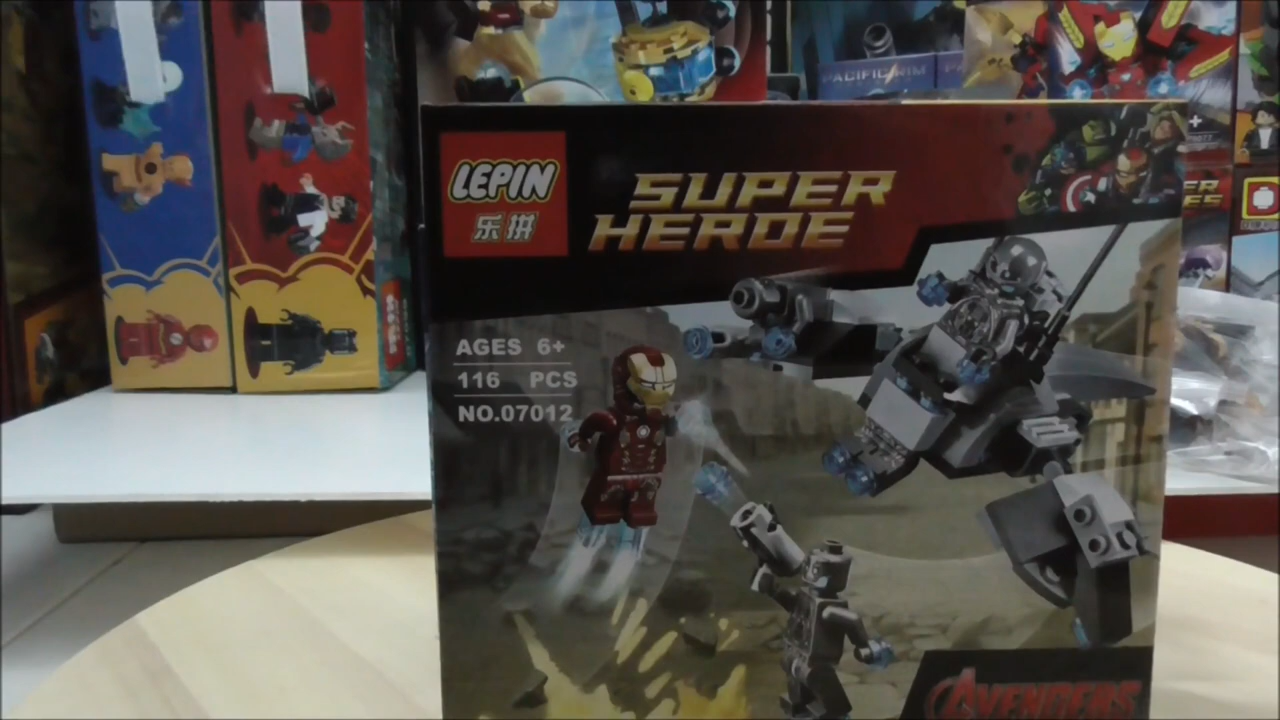 PACIFIC RIM
LEPIN
乐拼
SUPER
HEROE
AGES 6+
116 PCS
NO.07012
AVENGERS